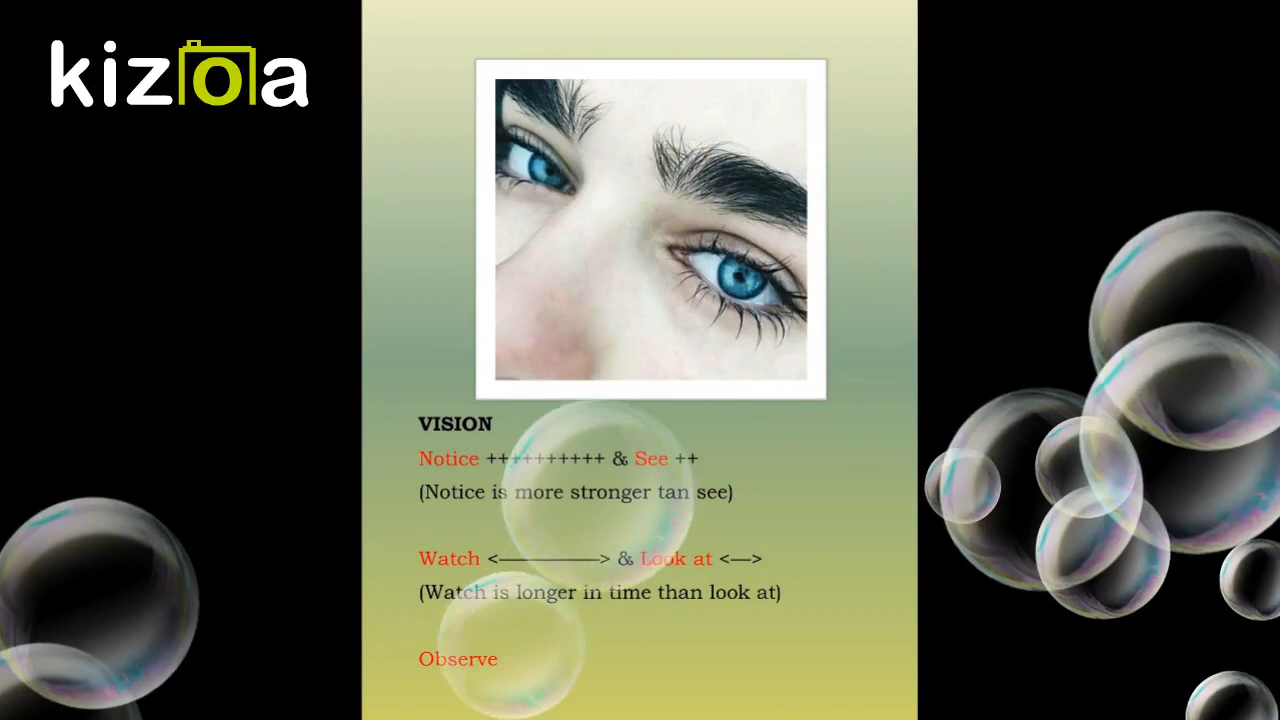 kizoa
VISION
Notice ++++++++++ & See ++
(Notice is more stronger tan see)
Watch <—————> & Look at <—>
(Watch is longer in time than look at)
Observe